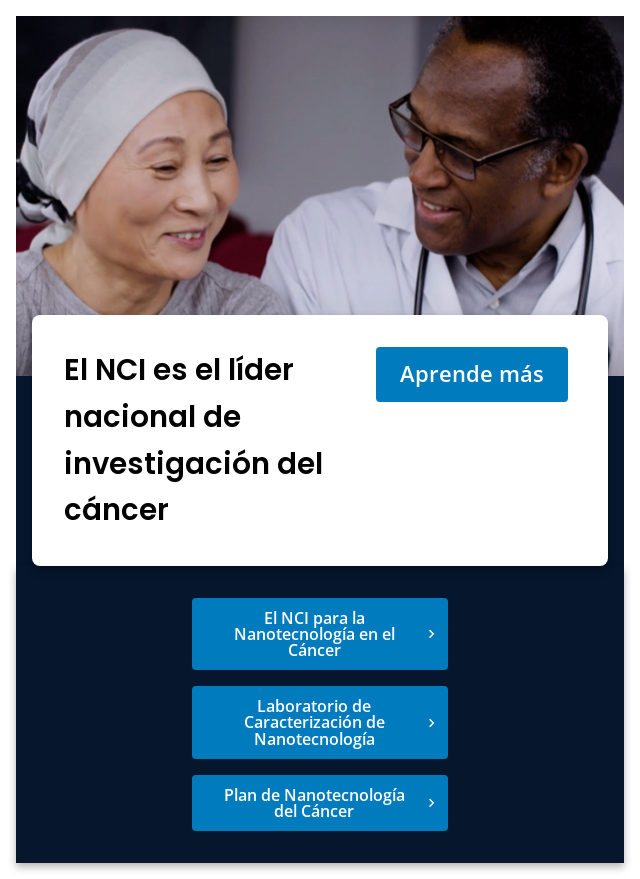 El NCI es el líder
nacional de
investigación del
cáncer
Aprende más
El NCI para la
Nanotecnología en el
Cáncer
Laboratorio de
Caracterización de
Nanotecnología
Plan de Nanotecnología
del Cáncer